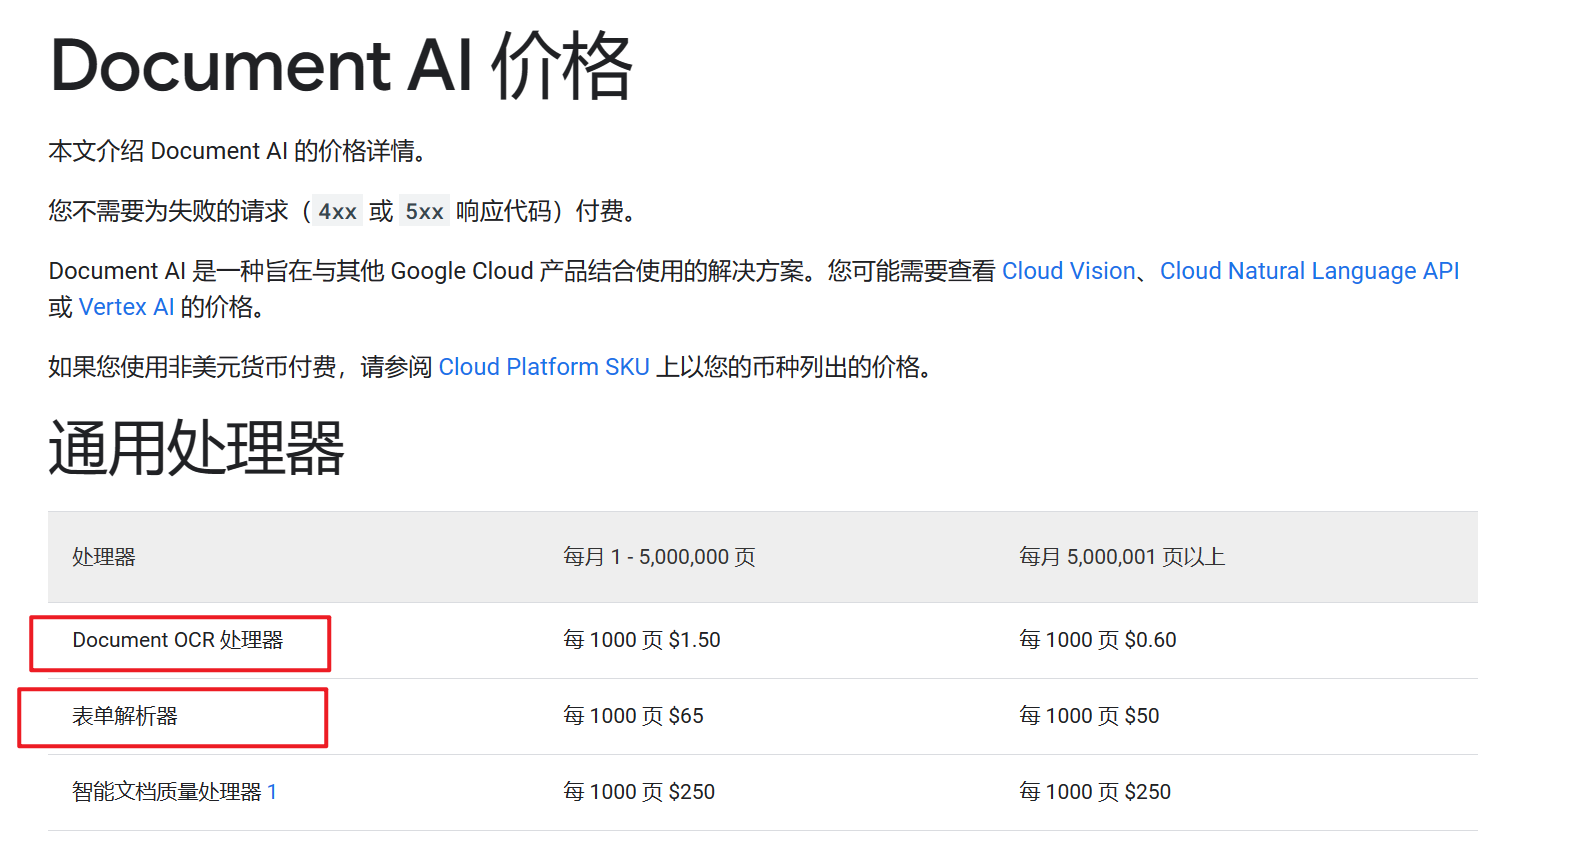 Document AI 价格
本文介绍 Document AI 的价格详情。
您不需要为失败的请求（4xx 或 5xx 响应代码）付费。
Document AI 是一种旨在与其他 Google Cloud 产品结合使用的解决方案。您可能需要查看 Cloud Vision、Cloud Natural Language API
或 Vertex AI 的价格。
如果您使用非美元货币付费，请参阅 Cloud Platform SKU 上以您的币种列出的价格。
通用处理器
处理器 每月 1 - 5,000,000 页 每月 5,000,001 页以上
Document OCR 处理器 每 1000 页 $1.50 每 1000 页 $0.60
表单解析器 每 1000 页 $65 每 1000 页 $50
智能文档质量处理器 1 每 1000 页 $250 每 1000 页 $250